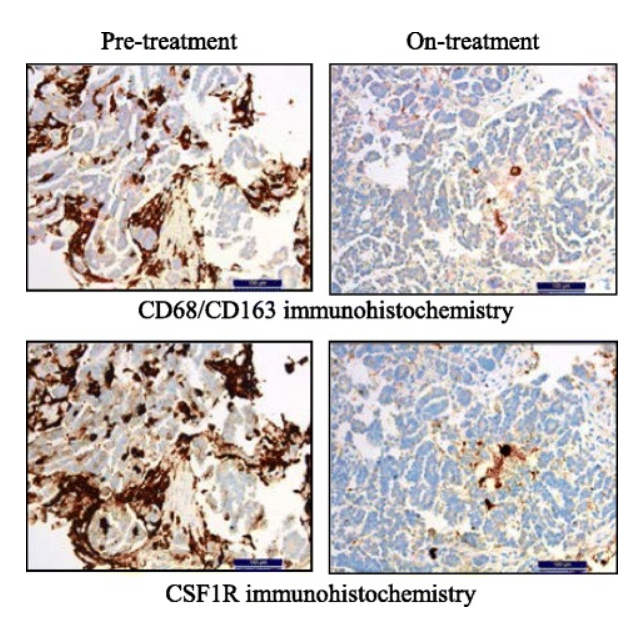 Pre-treatment On-treatment
CD68/CD163 immunohistochemistry
CSF1R immunohistochemistry